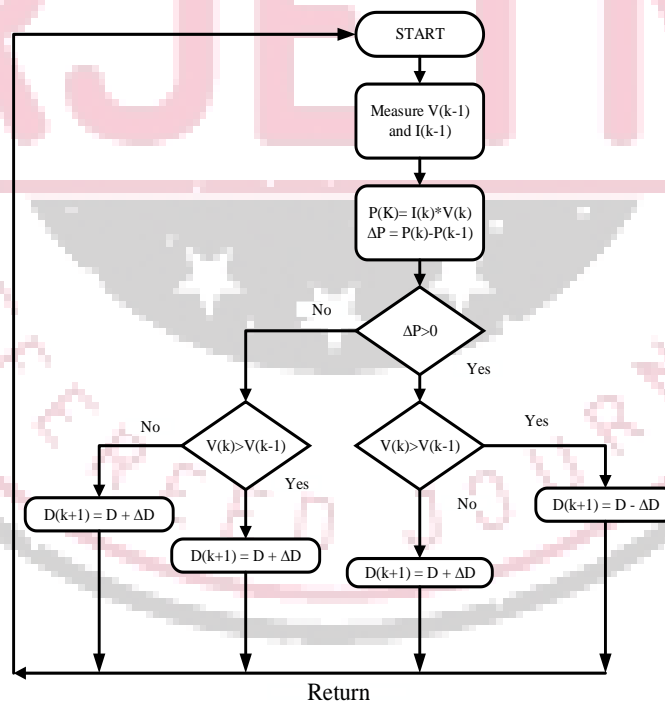 START
Measure V(k-1)
and I(k-1)
P(K)= I(k)*V(k)
ΔP = P(k)-P(k-1)
No
ΔP>0
Yes
No
V(k)>V(k-1)
Yes
V(k)>V(k-1)
Yes
No
D(k+1) = D + ΔD
D(k+1) = D + ΔD
D(k+1) = D + ΔD
D(k+1) = D - ΔD
Return